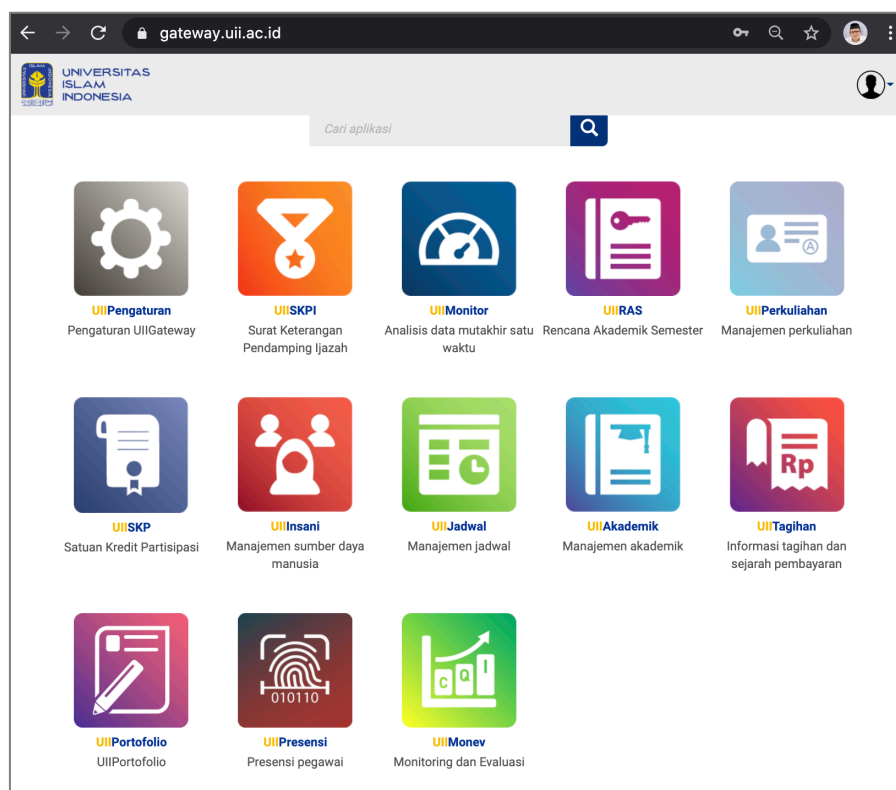 gateway.uii.ac.id
UNIVERSITAS
ISLAM
INDONESIA
Cari aplikasi
UIIPengaturan
Pengaturan UIIGateway
UIISKPI
Surat Keterangan
Pendamping Ijazah
UIIMonitor
Analisis data mutakhir satu
waktu
UIIRAS
Rencana Akademik Semester
A
UIIPerkuliahan
Manajemen perkuliahan
UIISKP
Satuan Kredit Partisipasi
UIIInsani
Manajemen sumber daya
manusia
UIIJadwal
Manajemen jadwal
UIIAkademik
Manajemen akademik
Rp
UIITagihan
Informasi tagihan dan
sejarah pembayaran
UIIPortofolio
UIIPortofolio
010110
UIIPresensi
Presensi pegawai
C Q I
UIIMonev
Monitoring dan Evaluasi